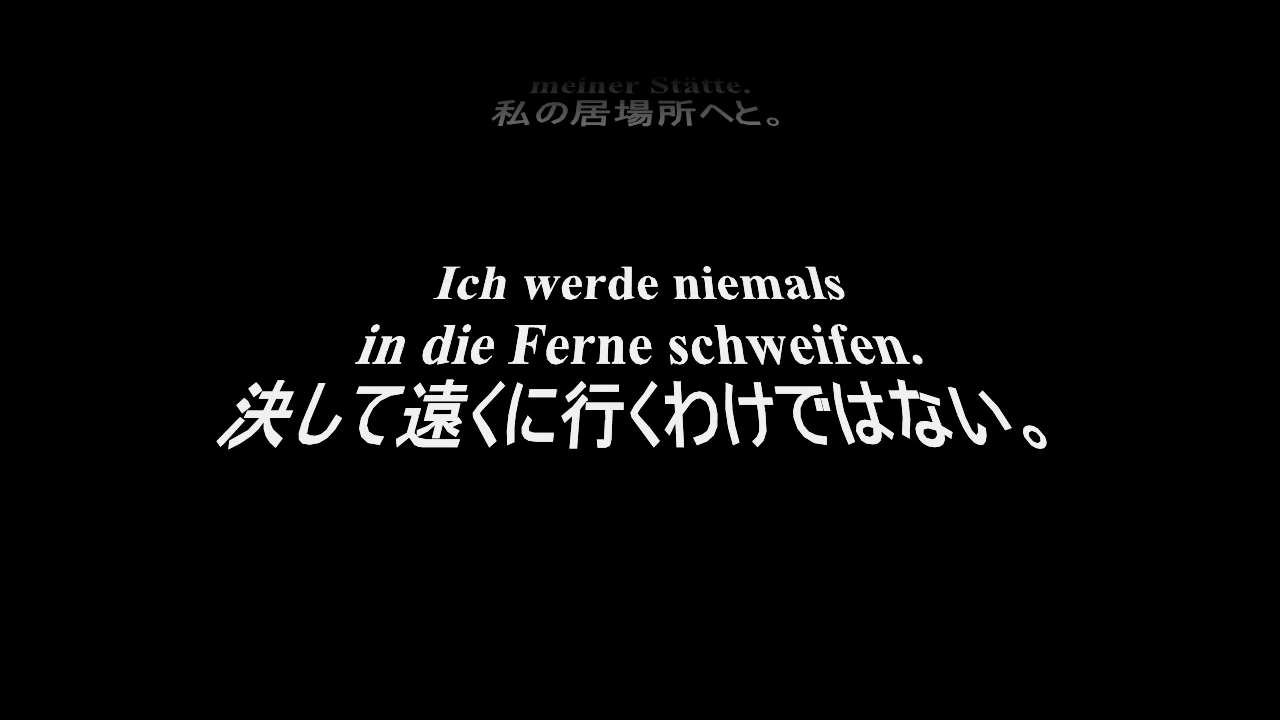 meiner Stätte.
私の居場所へと。
Ich werde niemals
in die Ferne schweifen.
決して遠くに行くわけではない。